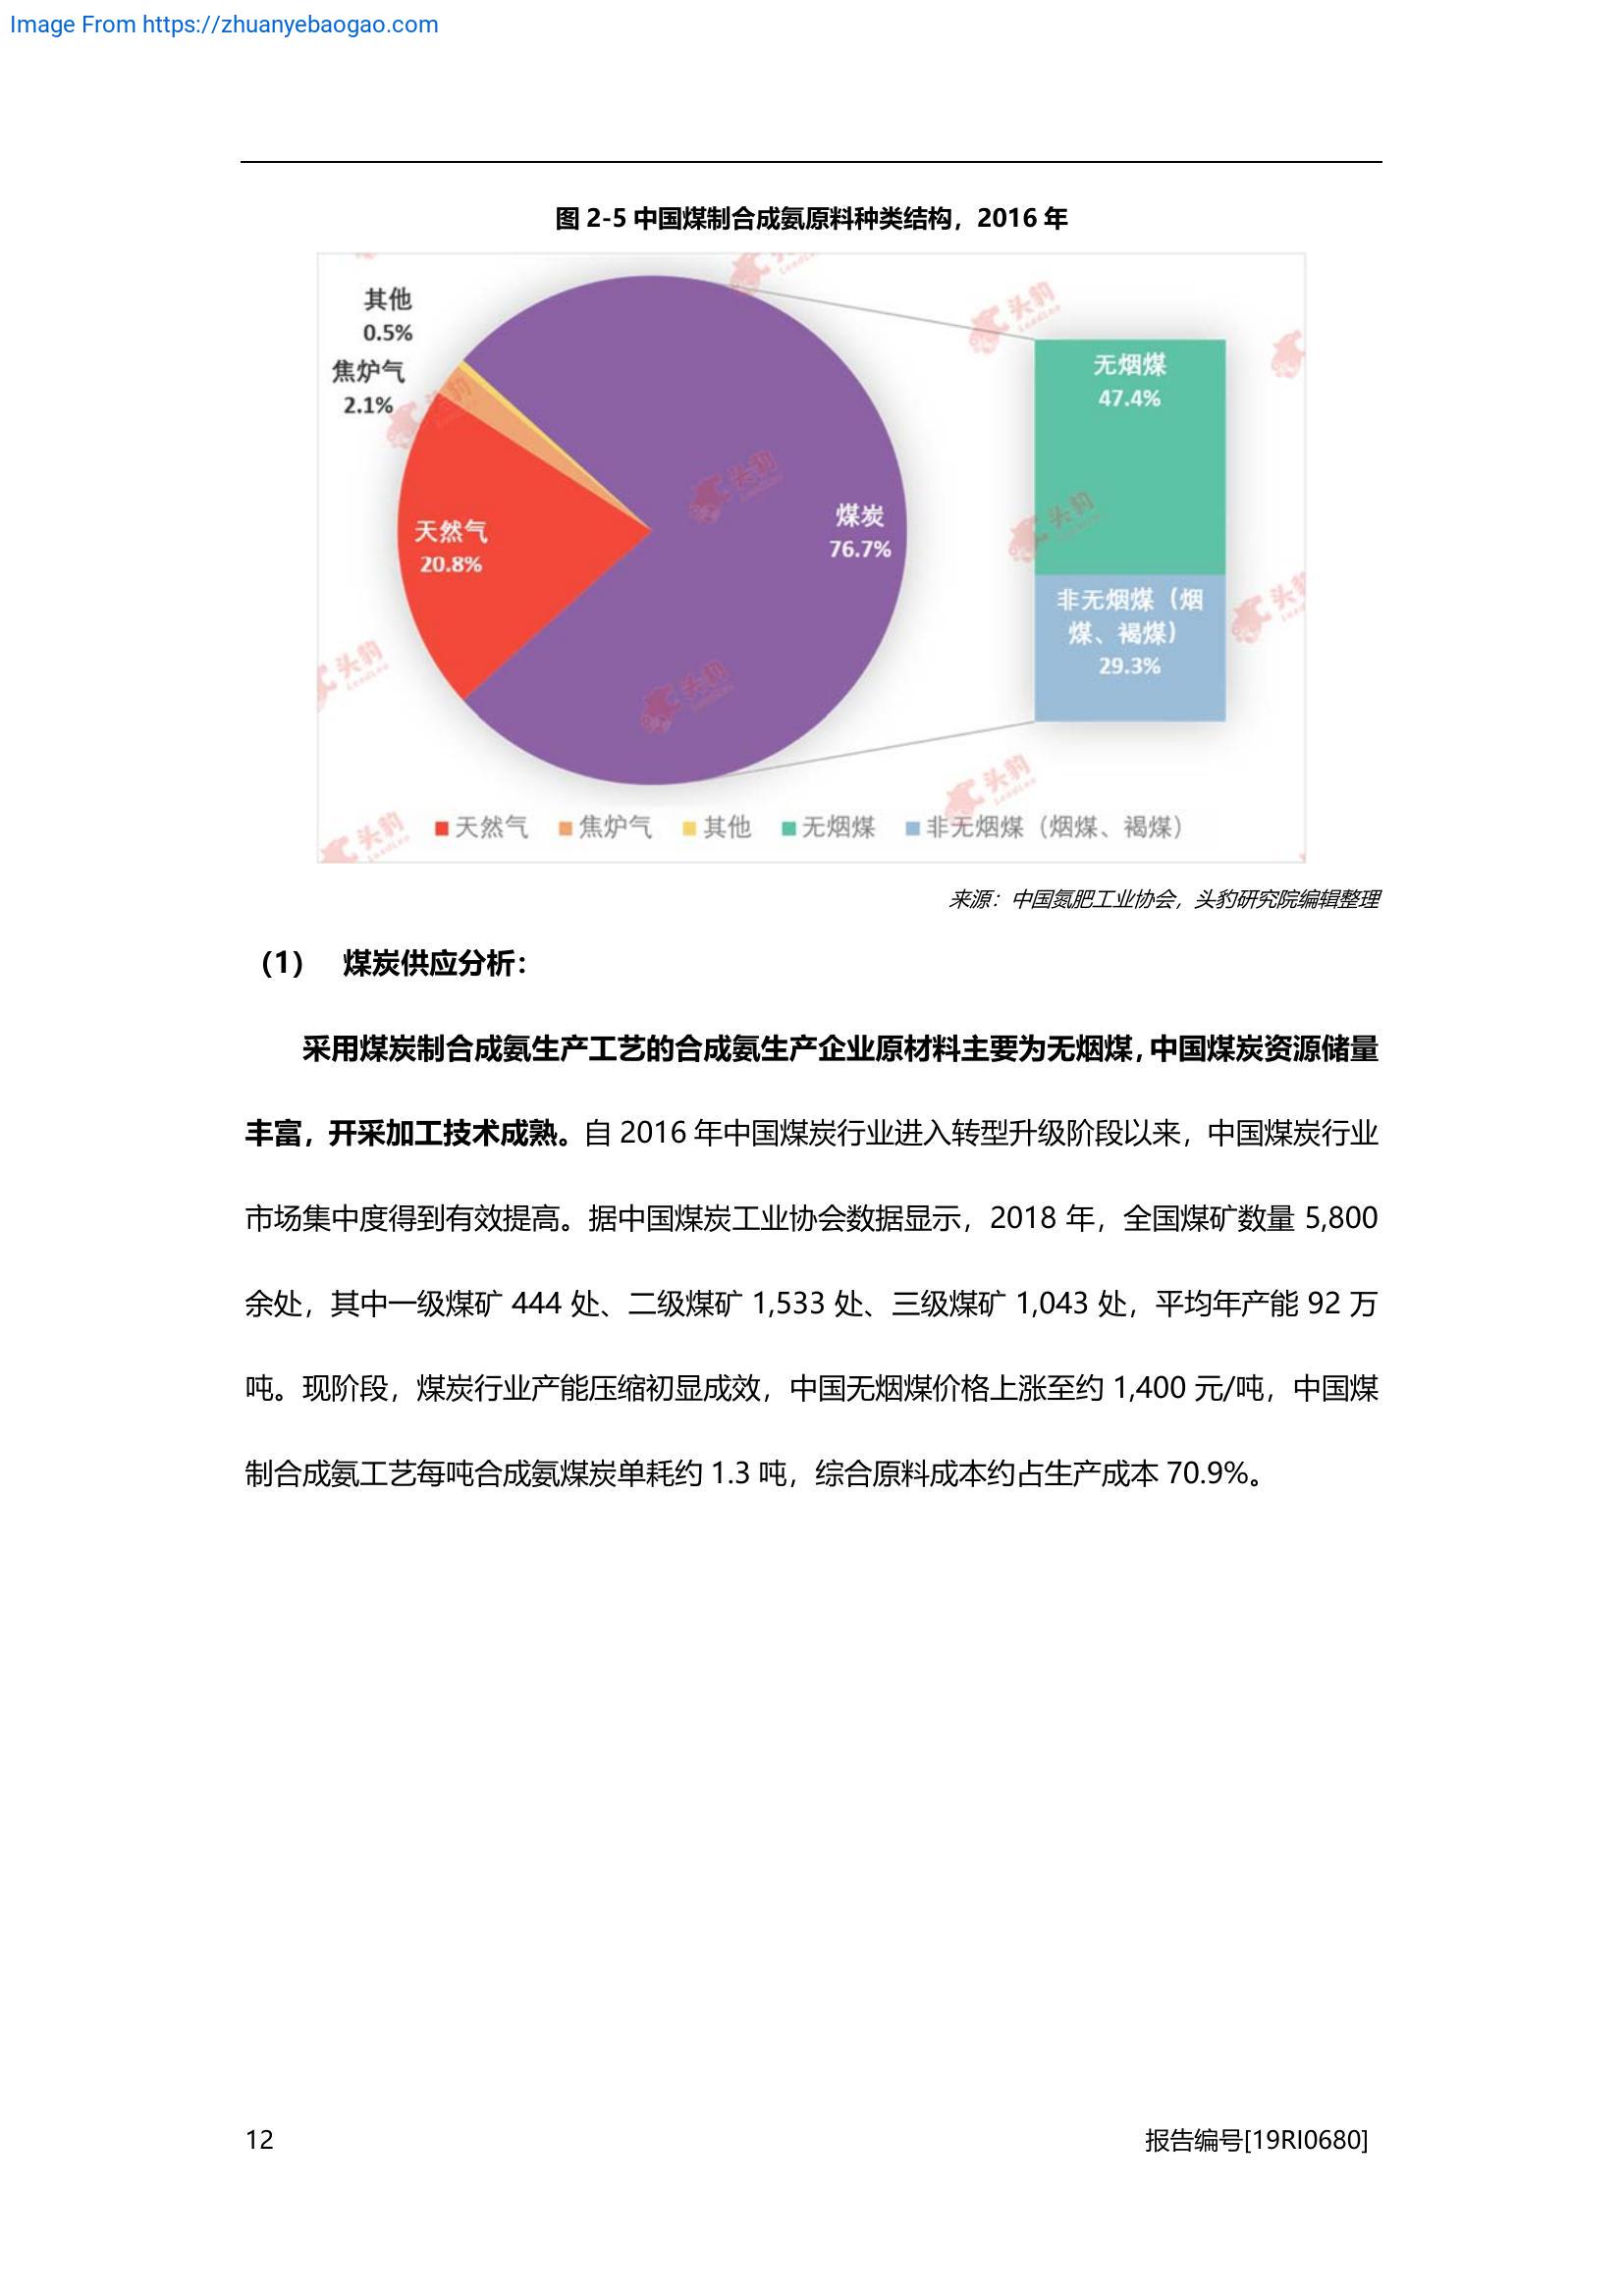 Image From https://zhuanyebaogao.com
图 2-5 中国煤制合成氨原料种类结构，2016 年
其他
0.5%
焦炉气
2.1%
天然气
20.8%
煤炭
76.7%
无烟煤
47.4%
非无烟煤（烟
煤、褐煤）
29.3%
天然气 焦炉气 其他 无烟煤 非无烟煤（烟煤、褐煤）
头豹
LeadLeo
来源：中国氮肥工业协会，头豹研究院编辑整理
（1） 煤炭供应分析：
采用煤炭制合成氨生产工艺的合成氨生产企业原材料主要为无烟煤，中国煤炭资源储量
丰富，开采加工技术成熟。自 2016 年中国煤炭行业进入转型升级阶段以来，中国煤炭行业
市场集中度得到有效提高。据中国煤炭工业协会数据显示，2018 年，全国煤矿数量 5,800
余处，其中一级煤矿 444 处、二级煤矿 1,533 处、三级煤矿 1,043 处，平均年产能 92 万
吨。现阶段，煤炭行业产能压缩初显成效，中国无烟煤价格上涨至约 1,400 元/吨，中国煤
制合成氨工艺每吨合成氨煤炭单耗约 1.3 吨，综合原料成本约占生产成本 70.9%。
12
报告编号[19RI0680]